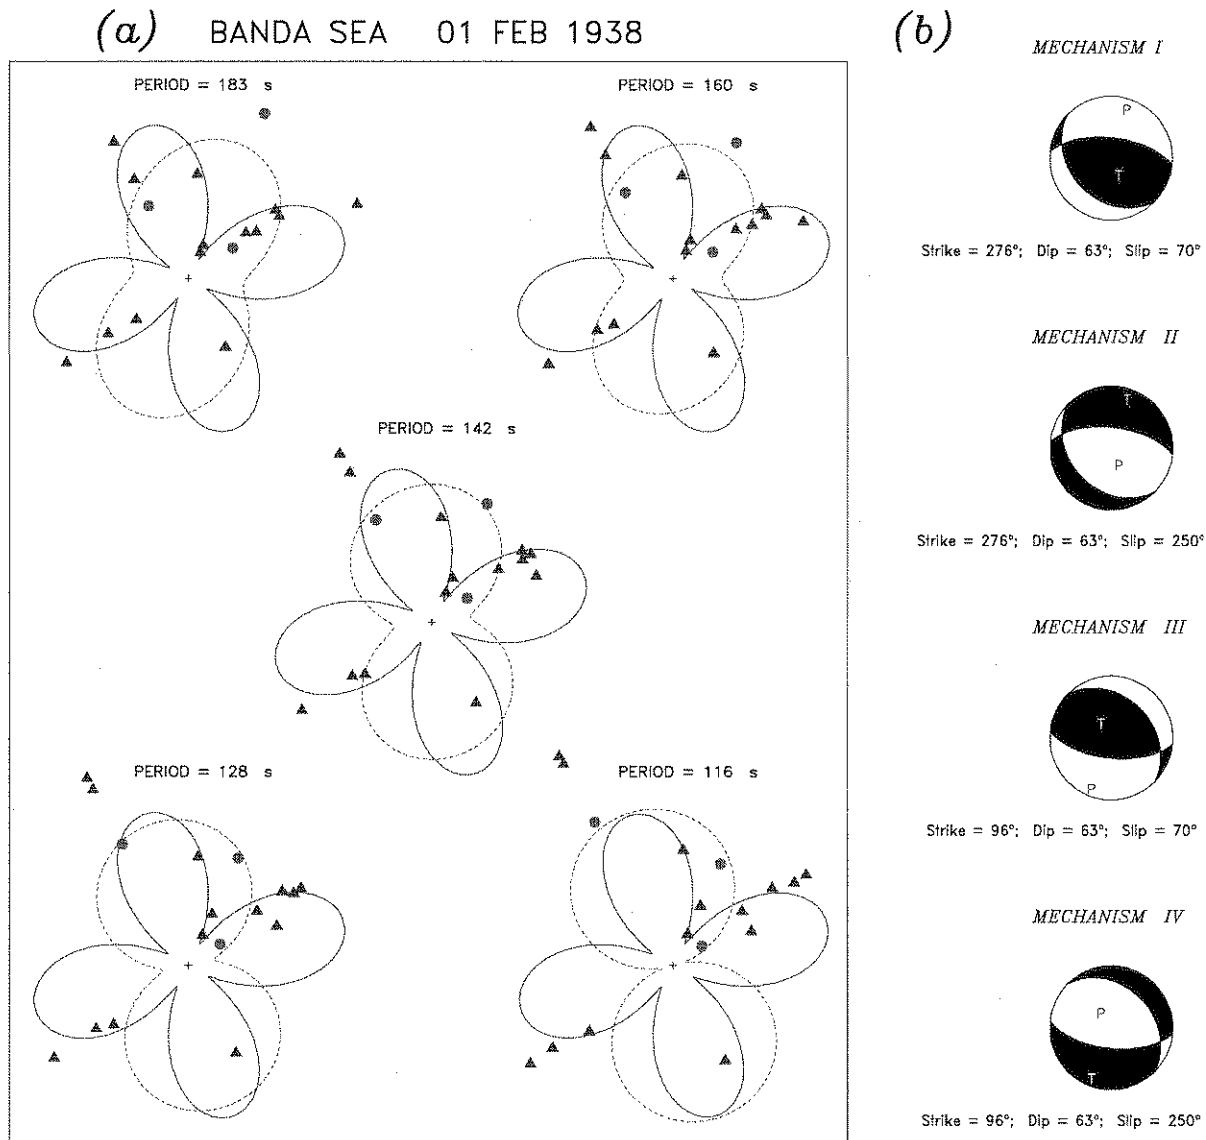 (a) BANDA SEA 01 FEB 1938
PERIOD = 183 s
PERIOD = 160 s
PERIOD = 142 s
PERIOD = 128 s
PERIOD = 116 s
(b)
MECHANISM I
P
T
Strike = 276°; Dip = 63°; Slip = 70°
MECHANISM II
T
P
Strike = 276°; Dip = 63°; Slip = 250°
MECHANISM III
T
P
Strike = 96°; Dip = 63°; Slip = 70°
MECHANISM IV
P
T
Strike = 96°; Dip = 63°; Slip = 250°